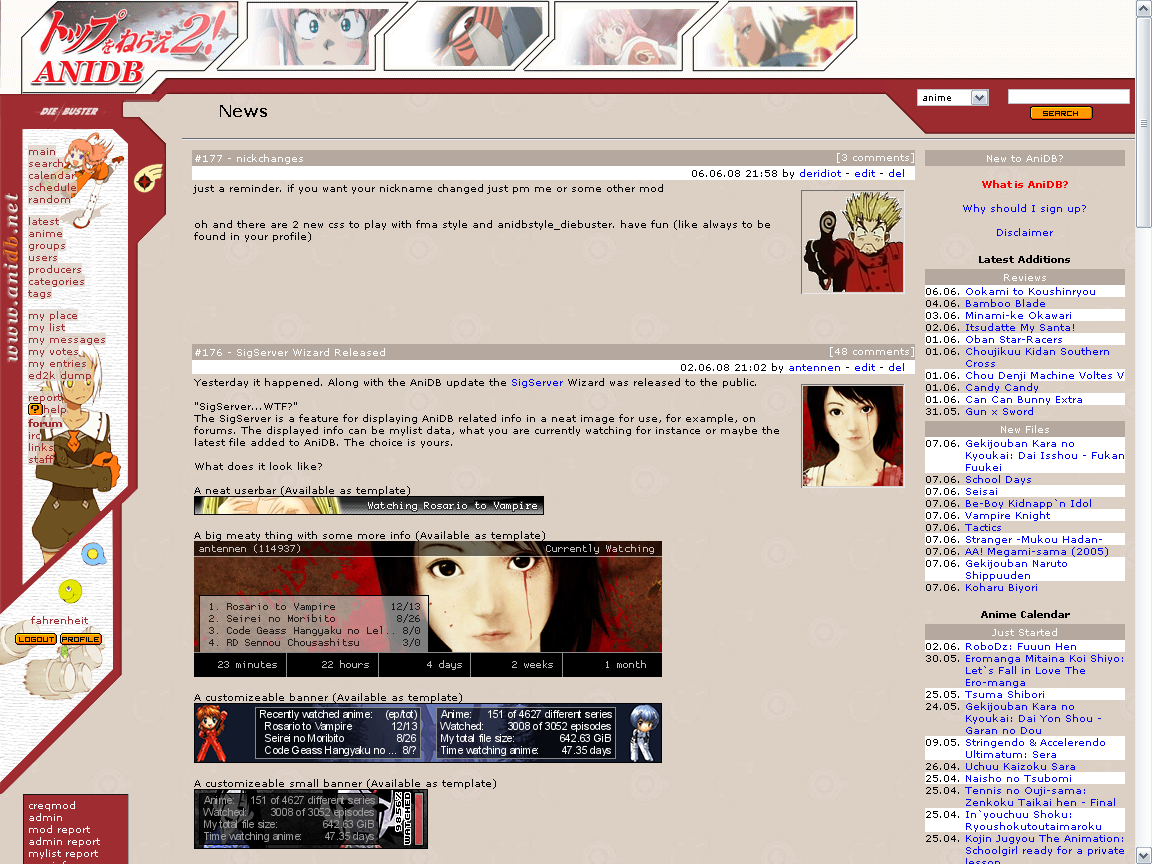 トップをねらえ2!
ANIDB
DIE BUSTER
www.anidb.net
News
anime
SEARCH
main
search
calendar
schedule
random
latest
anime
groups
users
producers
categories
tags
my place
my list
my messages
my votes
my entries
ed2k dump
report
? help
forum
irc
links
staff
fahrenheit
LOGOUT PROFILE
creqmod
admin
mod report
admin report
mylist report
#177 - nickchanges [3 comments]
06.06.08 21:58 by deridiot - edit - del
just a reminder. if you want your nickname changed just pm me or some other mod
oh and there are 2 new css to play with fma style and anidbstyle_diebuster. have fun (like always to be
found in your profile)
#176 - SigServer Wizard Released [48 comments]
02.06.08 21:02 by antennen - edit - del
Yesterday it happened. Along with the AniDB update the SigServer Wizard was released to the public.
"SigServer...WTF?"
The SigServer is a feature for displaying AniDB related info in a neat image for use, for example, on
forums. The displayed info can be mylist data, what you are currently watching for instance or maybe the
latest file added to AniDB. The choice is yours.
What does it look like?
A neat userbar (Available as template)
Watching Rosario to Vampire
A big meaty thing with some more info (Available as template)
antennen (114937) Currently Watching
1. Rosario to Vampire 12/13
2. Seirei no Moribito 8/26
3. Code Geass Hangyaku no Lel.. 8/0
4. RD Sennou Chousashitsu 3/0
23 minutes 22 hours 4 days 2 weeks 1 month
A customizeable banner (Available as template)
Recently watched anime: (ep/tot)
Rosario to Vampire 12/13
Seirei no Moribito 8/26
Code Geass Hangyaku no ... 8/?
Anime: 151 of 4627 different series
Watched: 3008 of 3052 episodes
My total file size: 642.63 GiB
Time watching anime: 47.35 days
A customizeable small banner (Available as template)
Anime: 151 of 4627 different series
Watched: 3008 of 3052 episodes
My total file size: 642.63 GiB
Time watching anime: 47.35 days
New to AniDB?
What is AniDB?
Why should I sign up?
Disclaimer
Latest Additions
Reviews
06.06. Ookami to Koushinryou
04.06. Bamboo Blade
03.06. Minami-ke Okawari
02.06. Itsudatte My Santa!
01.06. Oban Star-Racers
01.06. Choujikuu Kidan Southern
Cross
01.06. Chou Denji Machine Voltes V
01.06. Candy Candy
01.06. Can Can Bunny Extra
31.05. Gun x Sword
New Files
07.06. Gekijouban Kara no
Kyoukai: Dai Isshou - Fukan
Fuukei
07.06. School Days
07.06. Seisai
07.06. Be-Boy Kidnapp`n Idol
07.06. Vampire Knight
07.06. Tactics
07.06. Stranger -Mukou Hadan-
07.06. AA! Megami-sama (2005)
07.06. Gekijouban Naruto
Shippuuden
07.06. Koharu Biyori
Anime Calendar
Just Started
02.06. RoboDz: Fuuun Hen
30.05. Eromanga Mitaina Koi Shiyo:
Let`s Fall in Love The
Ero-manga
25.05. Tsuma Shibori
24.05. Gekijouban Kara no
Kyoukai: Dai Yon Shou -
Garan no Dou
09.05. Stringendo & Accelerendo
Ultimatum: Sera
26.04. Uchuu Kaizoku Sara
25.04. Naisho no Tsubomi
25.04. Tennis no Ouji-sama:
Zenkoku Taikai hen - Final
25.04. In`youchuu Shoku:
Ryoushokutoutaimaroku
25.04. Kojin Jugyou The Animation:
Schoolgirl ready for a private
lesson